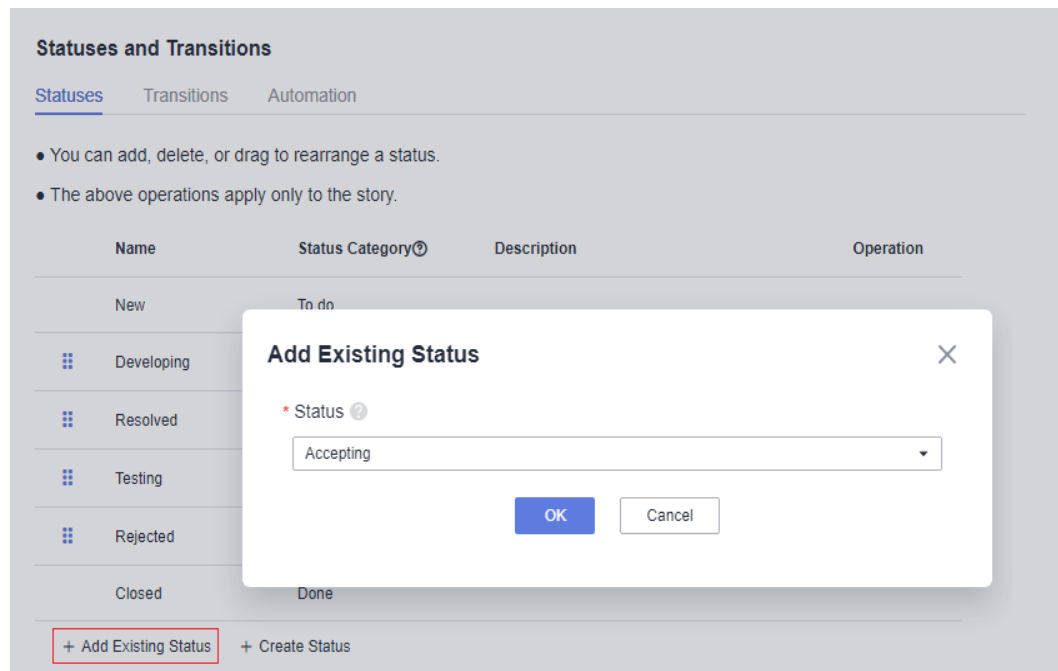 Statuses and Transitions
Statuses Transitions Automation
● You can add, delete, or drag to rearrange a status.
● The above operations apply only to the story.
Name Status Category Description Operation
New To do
Add Existing Status
Developing
* Status
Resolved
Accepting
Testing
OK Cancel
Rejected
Closed Done
+ Add Existing Status + Create Status